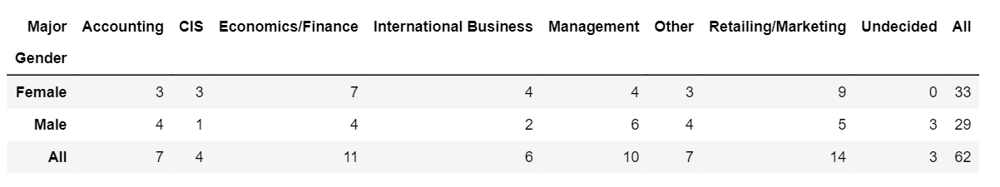 Major Accounting CIS Economics/Finance International Business Management Other Retailing/Marketing Undecided All
Gender
Female 3 3 7 4 4 3 9 0 33
Male 4 1 4 2 6 4 5 3 29
All 7 4 11 6 10 7 14 3 62